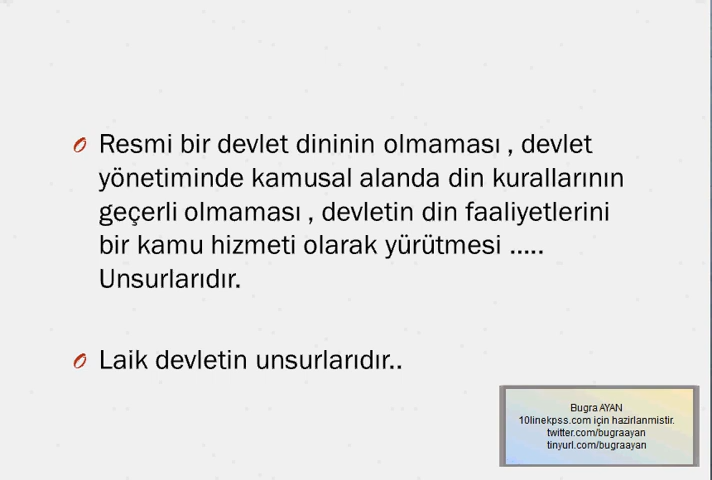 Resmi bir devlet dininin olmaması , devlet
yönetiminde kamusal alanda din kurallarının
geçerli olmaması , devletin din faaliyetlerini
bir kamu hizmeti olarak yürütmesi .....
Unsurlarıdır.
Laik devletin unsurlarıdır..
Bugra AYAN
10linekpss.com için hazirlanmistir.
twitter.com/bugraayan
tinyurl.com/bugraayan